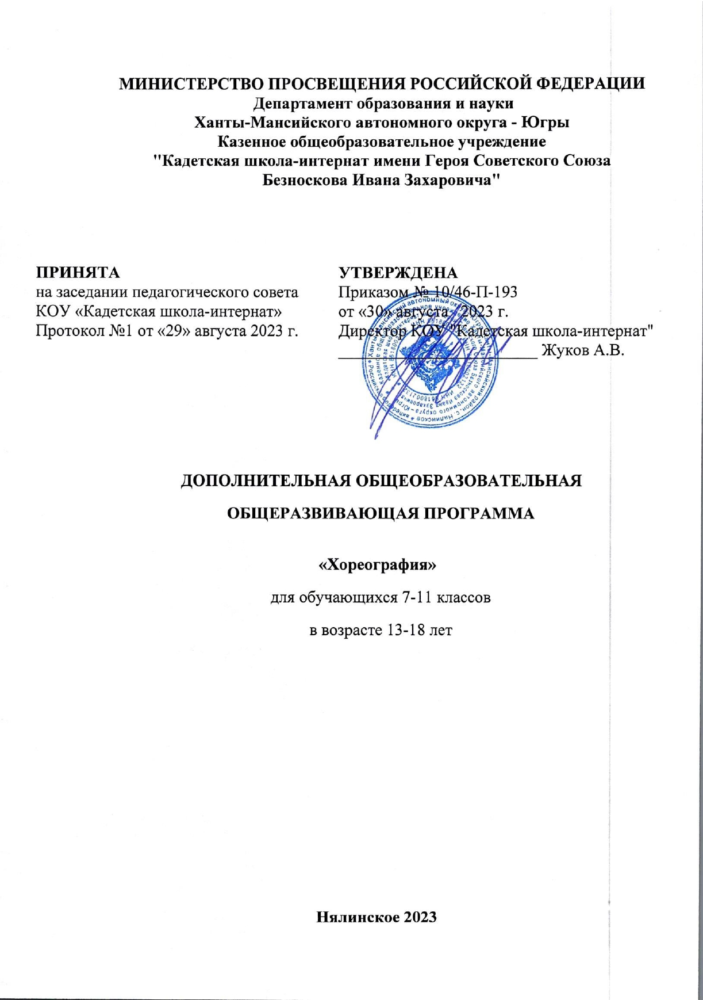 МИНИСТЕРСТВО ПРОСВЕЩЕНИЯ РОССИЙСКОЙ ФЕДЕРАЦИИ
Департамент образования и науки
Ханты-Мансийского автономного округа - Югры
Казенное общеобразовательное учреждение
"Кадетская школа-интернат имени Героя Советского Союза
Безноскова Ивана Захаровича"
ПРИНЯТА
на заседании педагогического совета
КОУ «Кадетская школа-интернат»
Протокол №1 от «29» августа 2023 г.
УТВЕРЖДЕНА
Приказом № 10/46-П-193
от «30» августа 2023 г.
Директор КОУ "Кадетская школа-интернат"
Жуков А.В.
ДОПОЛНИТЕЛЬНАЯ ОБЩЕОБРАЗОВАТЕЛЬНАЯ
ОБЩЕРАЗВИВАЮЩАЯ ПРОГРАММА
«Хореография»
для обучающихся 7-11 классов
в возрасте 13-18 лет
Нялинское 2023